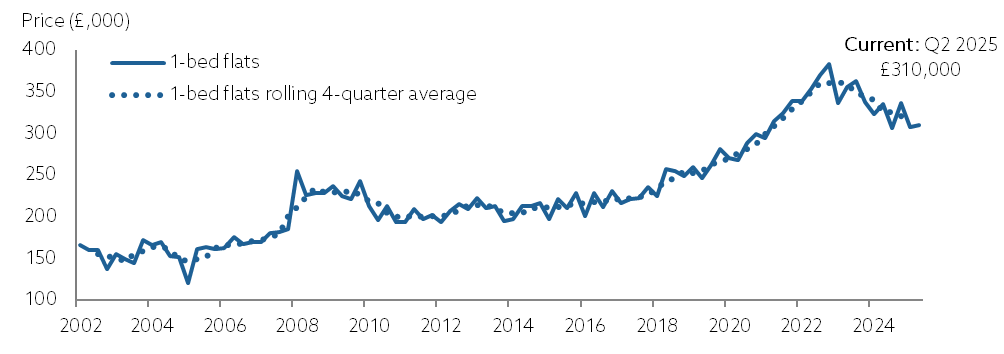 Price (£,000)
400
350
300
250
200
150
100
1-bed flats
1-bed flats rolling 4-quarter average
Current: Q2 2025
£310,000
2002 2004 2006 2008 2010 2012 2014 2016 2018 2020 2022 2024